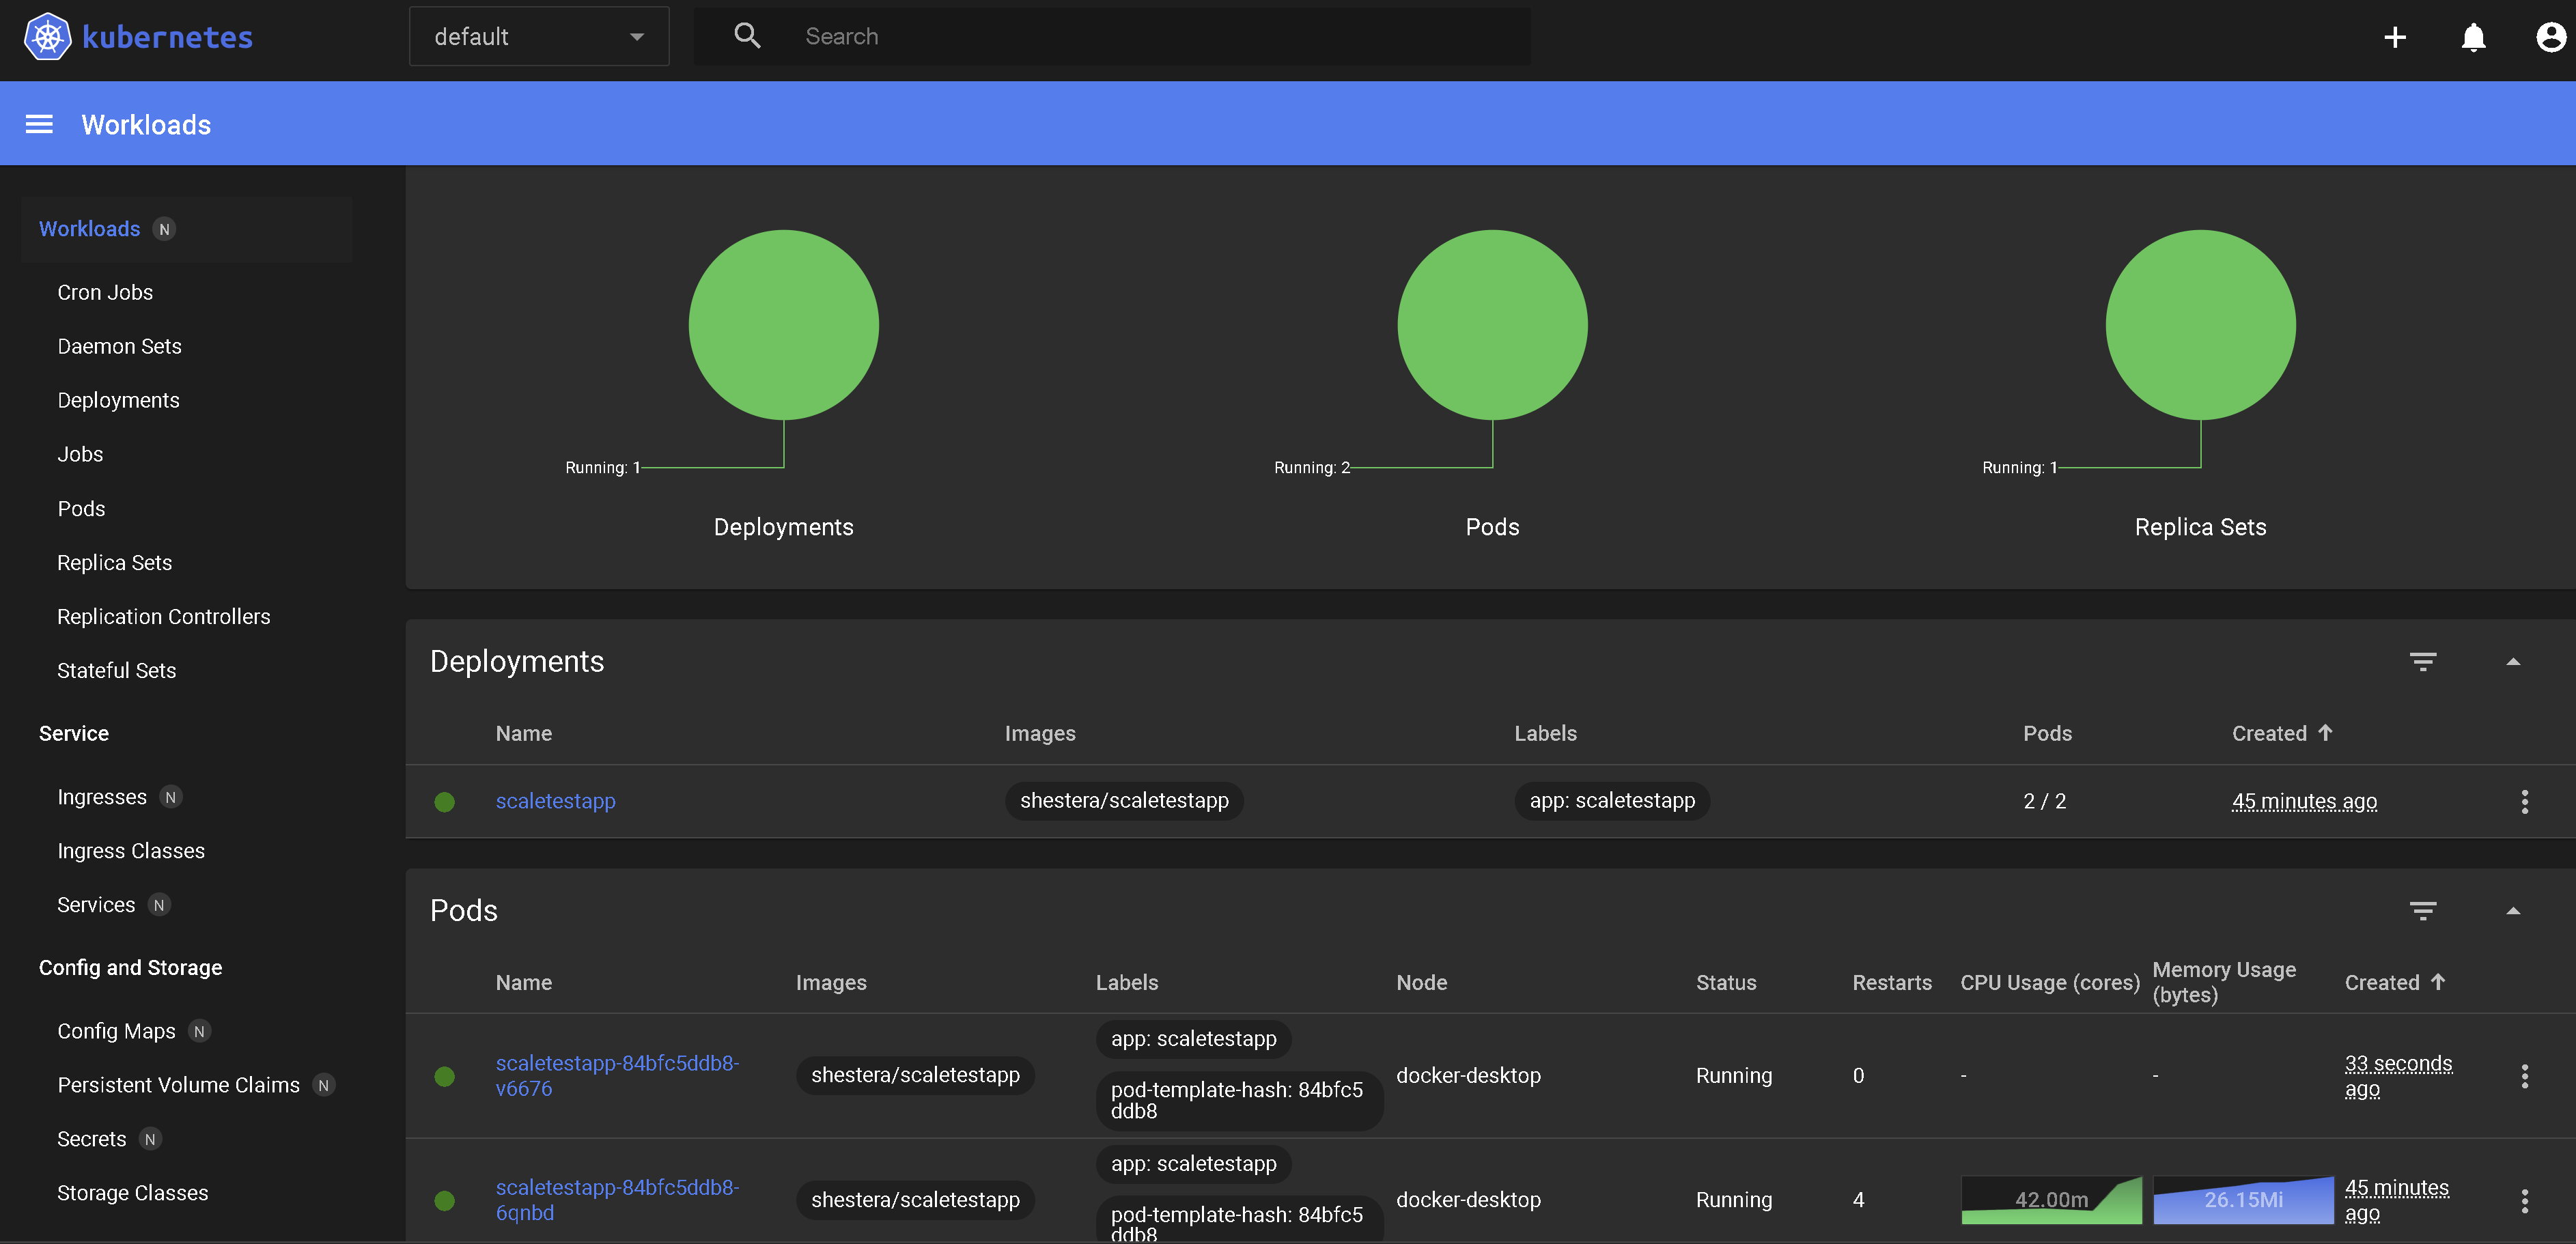 kubernetes
default
Search
Workloads
Workloads N
Cron Jobs
Daemon Sets
Deployments
Jobs
Pods
Replica Sets
Replication Controllers
Stateful Sets
Service
Ingresses N
Ingress Classes
Services N
Config and Storage
Config Maps N
Persistent Volume Claims N
Secrets N
Storage Classes
Running: 1
Deployments
Running: 2
Pods
Running: 1
Replica Sets
Deployments
Name Images Labels Pods Created
scaletestapp shestera/scaletestapp app: scaletestapp 2 / 2 45 minutes ago
Pods
Name Images Labels Node Status Restarts CPU Usage (cores) Memory Usage
(bytes) Created
scaletestapp-84bfc5ddb8-
v6676
shestera/scaletestapp
app: scaletestapp
pod-template-hash: 84bfc5
ddb8
docker-desktop
Running
0
-
-
33 seconds
ago
scaletestapp-84bfc5ddb8-
6qnbd
shestera/scaletestapp
app: scaletestapp
pod-template-hash: 84bfc5
ddb8
docker-desktop
Running
4
42.00m
26.15Mi
45 minutes
ago